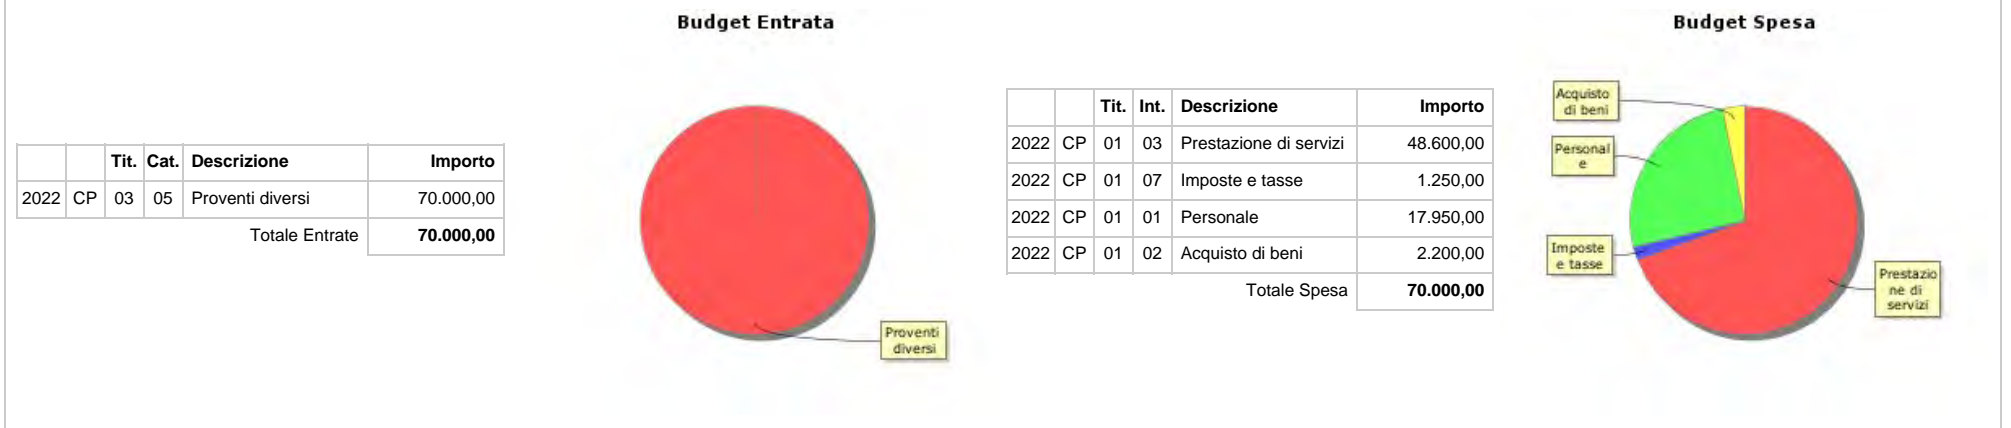 Budget Entrata
Tit. Cat. Descrizione Importo
2022 CP 03 05 Proventi diversi 70.000,00
Totale Entrate 70.000,00
Proventi
diversi
Tit. Int. Descrizione Importo
2022 CP 01 03 Prestazione di servizi 48.600,00
2022 CP 01 07 Imposte e tasse 1.250,00
2022 CP 01 01 Personale 17.950,00
2022 CP 01 02 Acquisto di beni 2.200,00
Totale Spesa 70.000,00
Budget Spesa
Acquisto
di beni
Personal
e
Imposte
e tasse
Prestazio
ne di
servizi